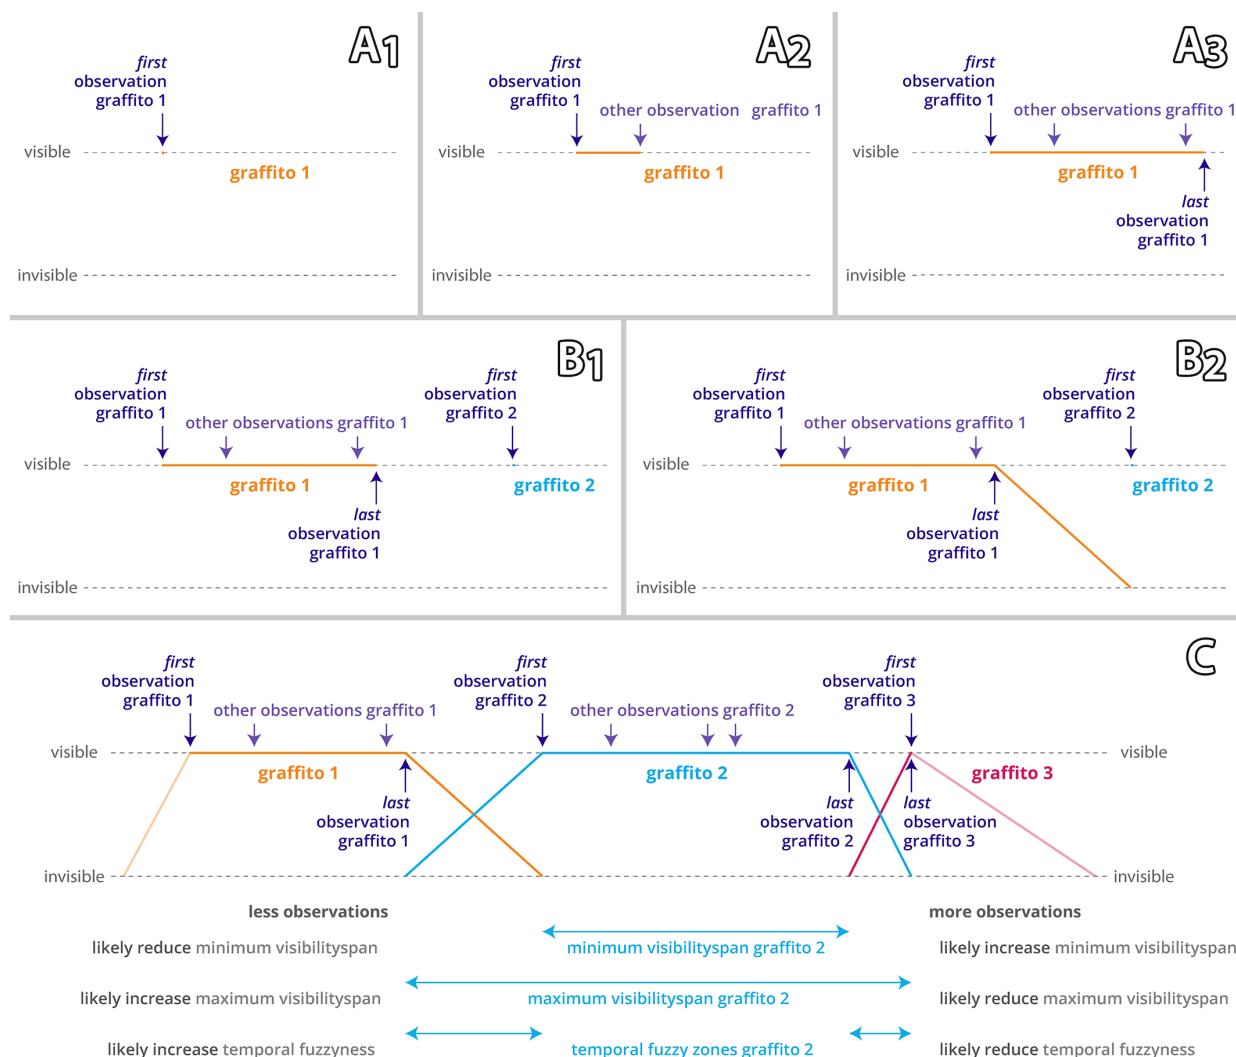 A1
first
observation
graffito 1
visible
graffito 1
invisible
A2
first
observation
graffito 1
other observation graffito 1
visible
graffito 1
invisible
A3
first
observation
graffito 1
other observations graffito 1
visible
graffito 1
last
observation
graffito 1
invisible
B1
first
observation
graffito 1
other observations graffito 1
first
observation
graffito 2
visible
graffito 1
graffito 2
last
observation
graffito 1
invisible
B2
first
observation
graffito 1
other observations graffito 1
first
observation
graffito 2
visible
graffito 1
graffito 2
last
observation
graffito 1
invisible
C
first
observation
graffito 1
other observations graffito 1
first
observation
graffito 2
other observations graffito 2
first
observation
graffito 3
visible
visible
graffito 1
graffito 2
graffito 3
last
observation
graffito 1
last
observation
graffito 2
last
observation
graffito 3
invisible
invisible
less observations
more observations
likely reduce minimum visibilityspan
minimum visibilityspan graffito 2
likely increase minimum visibilityspan
likely increase maximum visibilityspan
maximum visibilityspan graffito 2
likely reduce maximum visibilityspan
likely increase temporal fuzzyness
temporal fuzzy zones graffito 2
likely reduce temporal fuzzyness